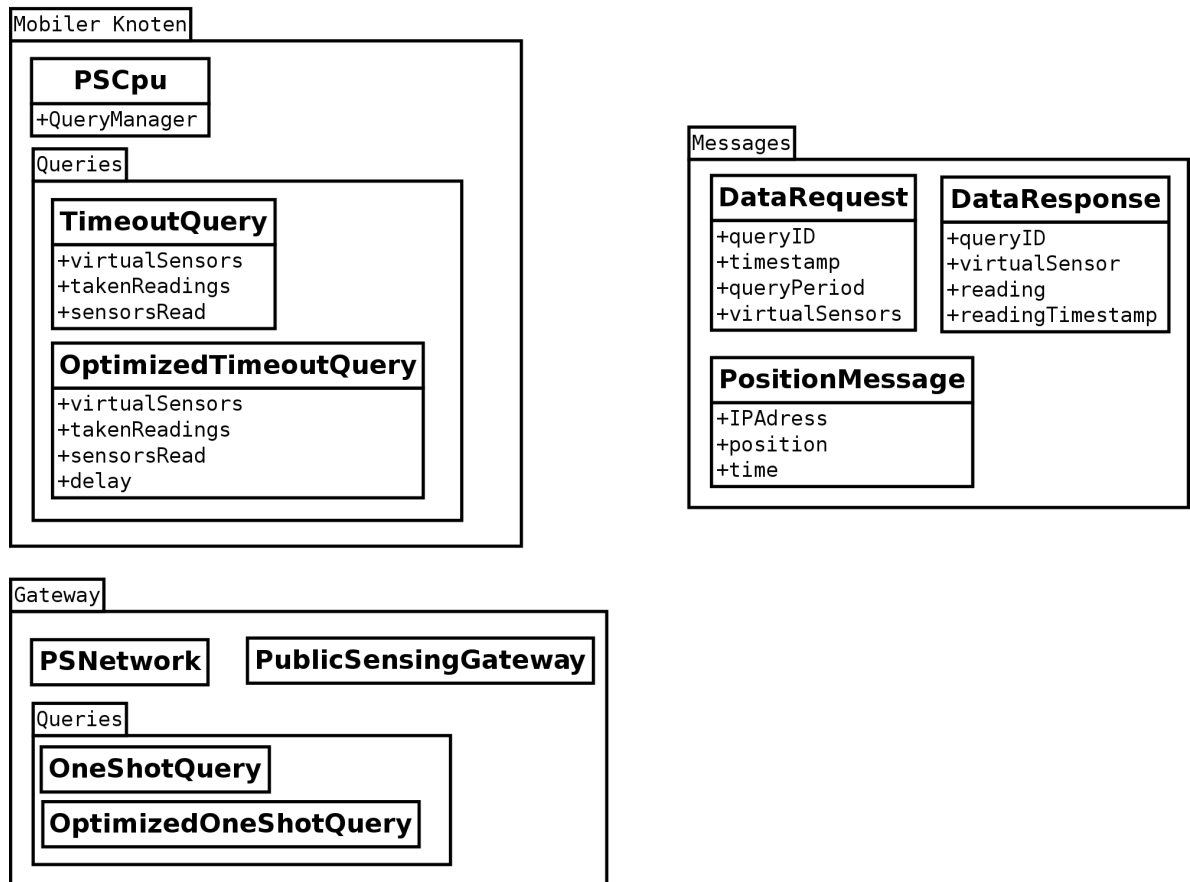 Mobiler Knoten
PSCpu
+QueryManager
Queries
TimeoutQuery
+virtualSensors
+takenReadings
+sensorsRead
OptimizedTimeoutQuery
+virtualSensors
+takenReadings
+sensorsRead
+delay
Messages
DataRequest
+queryID
+timestamp
+queryPeriod
+virtualSensors
DataResponse
+queryID
+virtualSensor
+reading
+readingTimestamp
PositionMessage
+IPAdress
+position
+time
Gateway
PSNetwork
PublicSensingGateway
Queries
OneShotQuery
OptimizedOneShotQuery